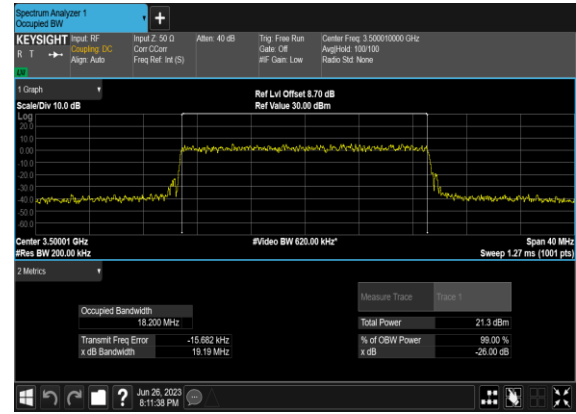 Spectrum Analyzer 1
Occupied BW
+
KEYSIGHT Input: RF Input Z: 50 Ω Atten: 40 dB Trig: Free Run Center Freq: 3.500010000 GHz
R T Coupling: DC Corr CCorr Gate: Off Avg|Hold: 100/100
Align: Auto Freq Ref: Int (S) #IF Gain: Low Radio Std: None
LW
1 Graph
Ref Lvl Offset 8.70 dB
Scale/Div 10.0 dB Ref Value 30.00 dBm
Log
20.0
10.0
0.00
-10.0
-20.0
-30.0
-40.0
-50.0
-60.0
Center 3.50001 GHz #Video BW 620.00 kHz* Span 40 MHz
#Res BW 200.00 kHz Sweep 1.27 ms (1001 pts)
2 Metrics
Measure Trace Trace 1
Occupied Bandwidth
18.200 MHz Total Power 21.3 dBm
Transmit Freq Error -15.682 kHz % of OBW Power 99.00 %
x dB Bandwidth 19.19 MHz x dB -26.00 dB
? Jun 26, 2023
8:11:38 PM